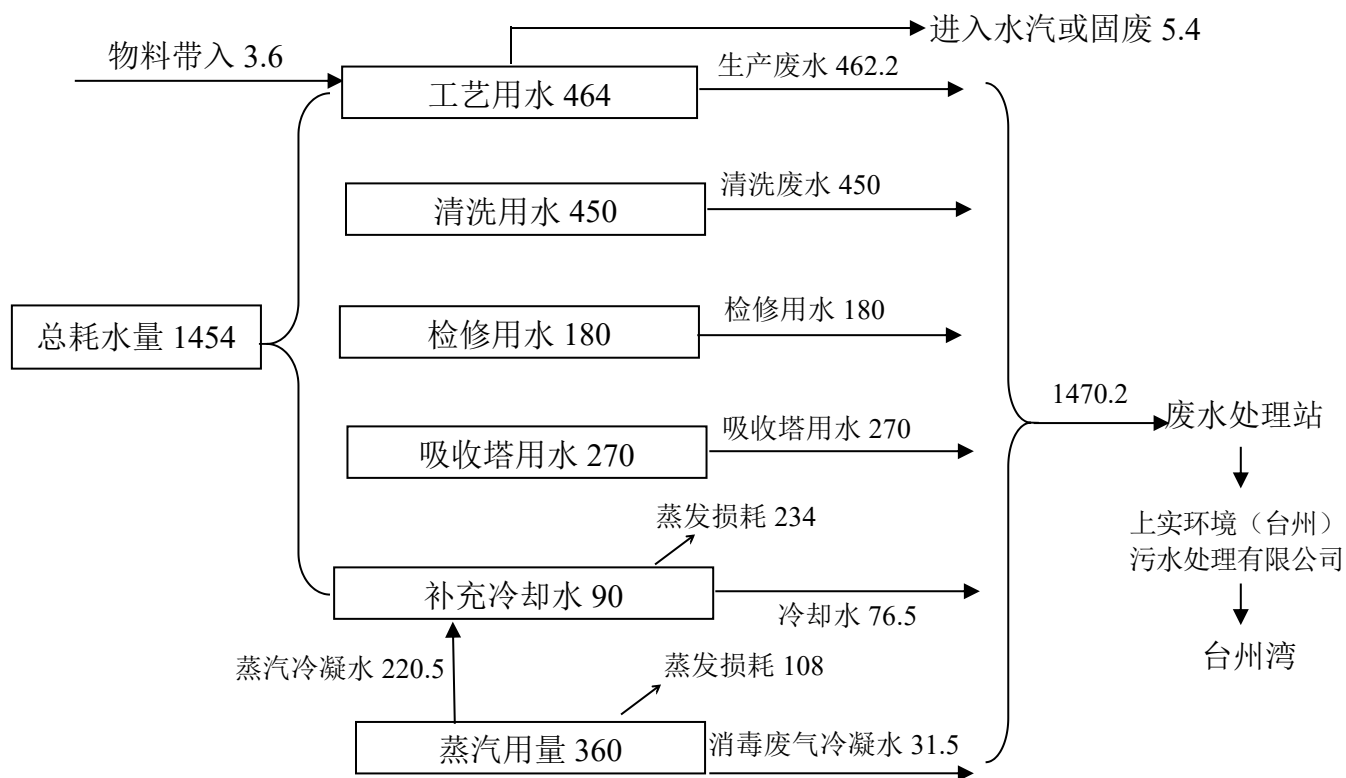 进入水汽或固废 5.4
物料带入 3.6
生产废水 462.2
工艺用水 464
清洗废水 450
清洗用水 450
检修用水 180
检修用水 180
总耗水量 1454
1470.2
废水处理站
吸收塔用水 270
吸收塔用水 270
蒸发损耗 234
上实环境（台州）
污水处理有限公司
补充冷却水 90
冷却水 76.5
台州湾
蒸汽冷凝水 220.5
蒸发损耗 108
蒸汽用量 360
消毒废气冷凝水 31.5